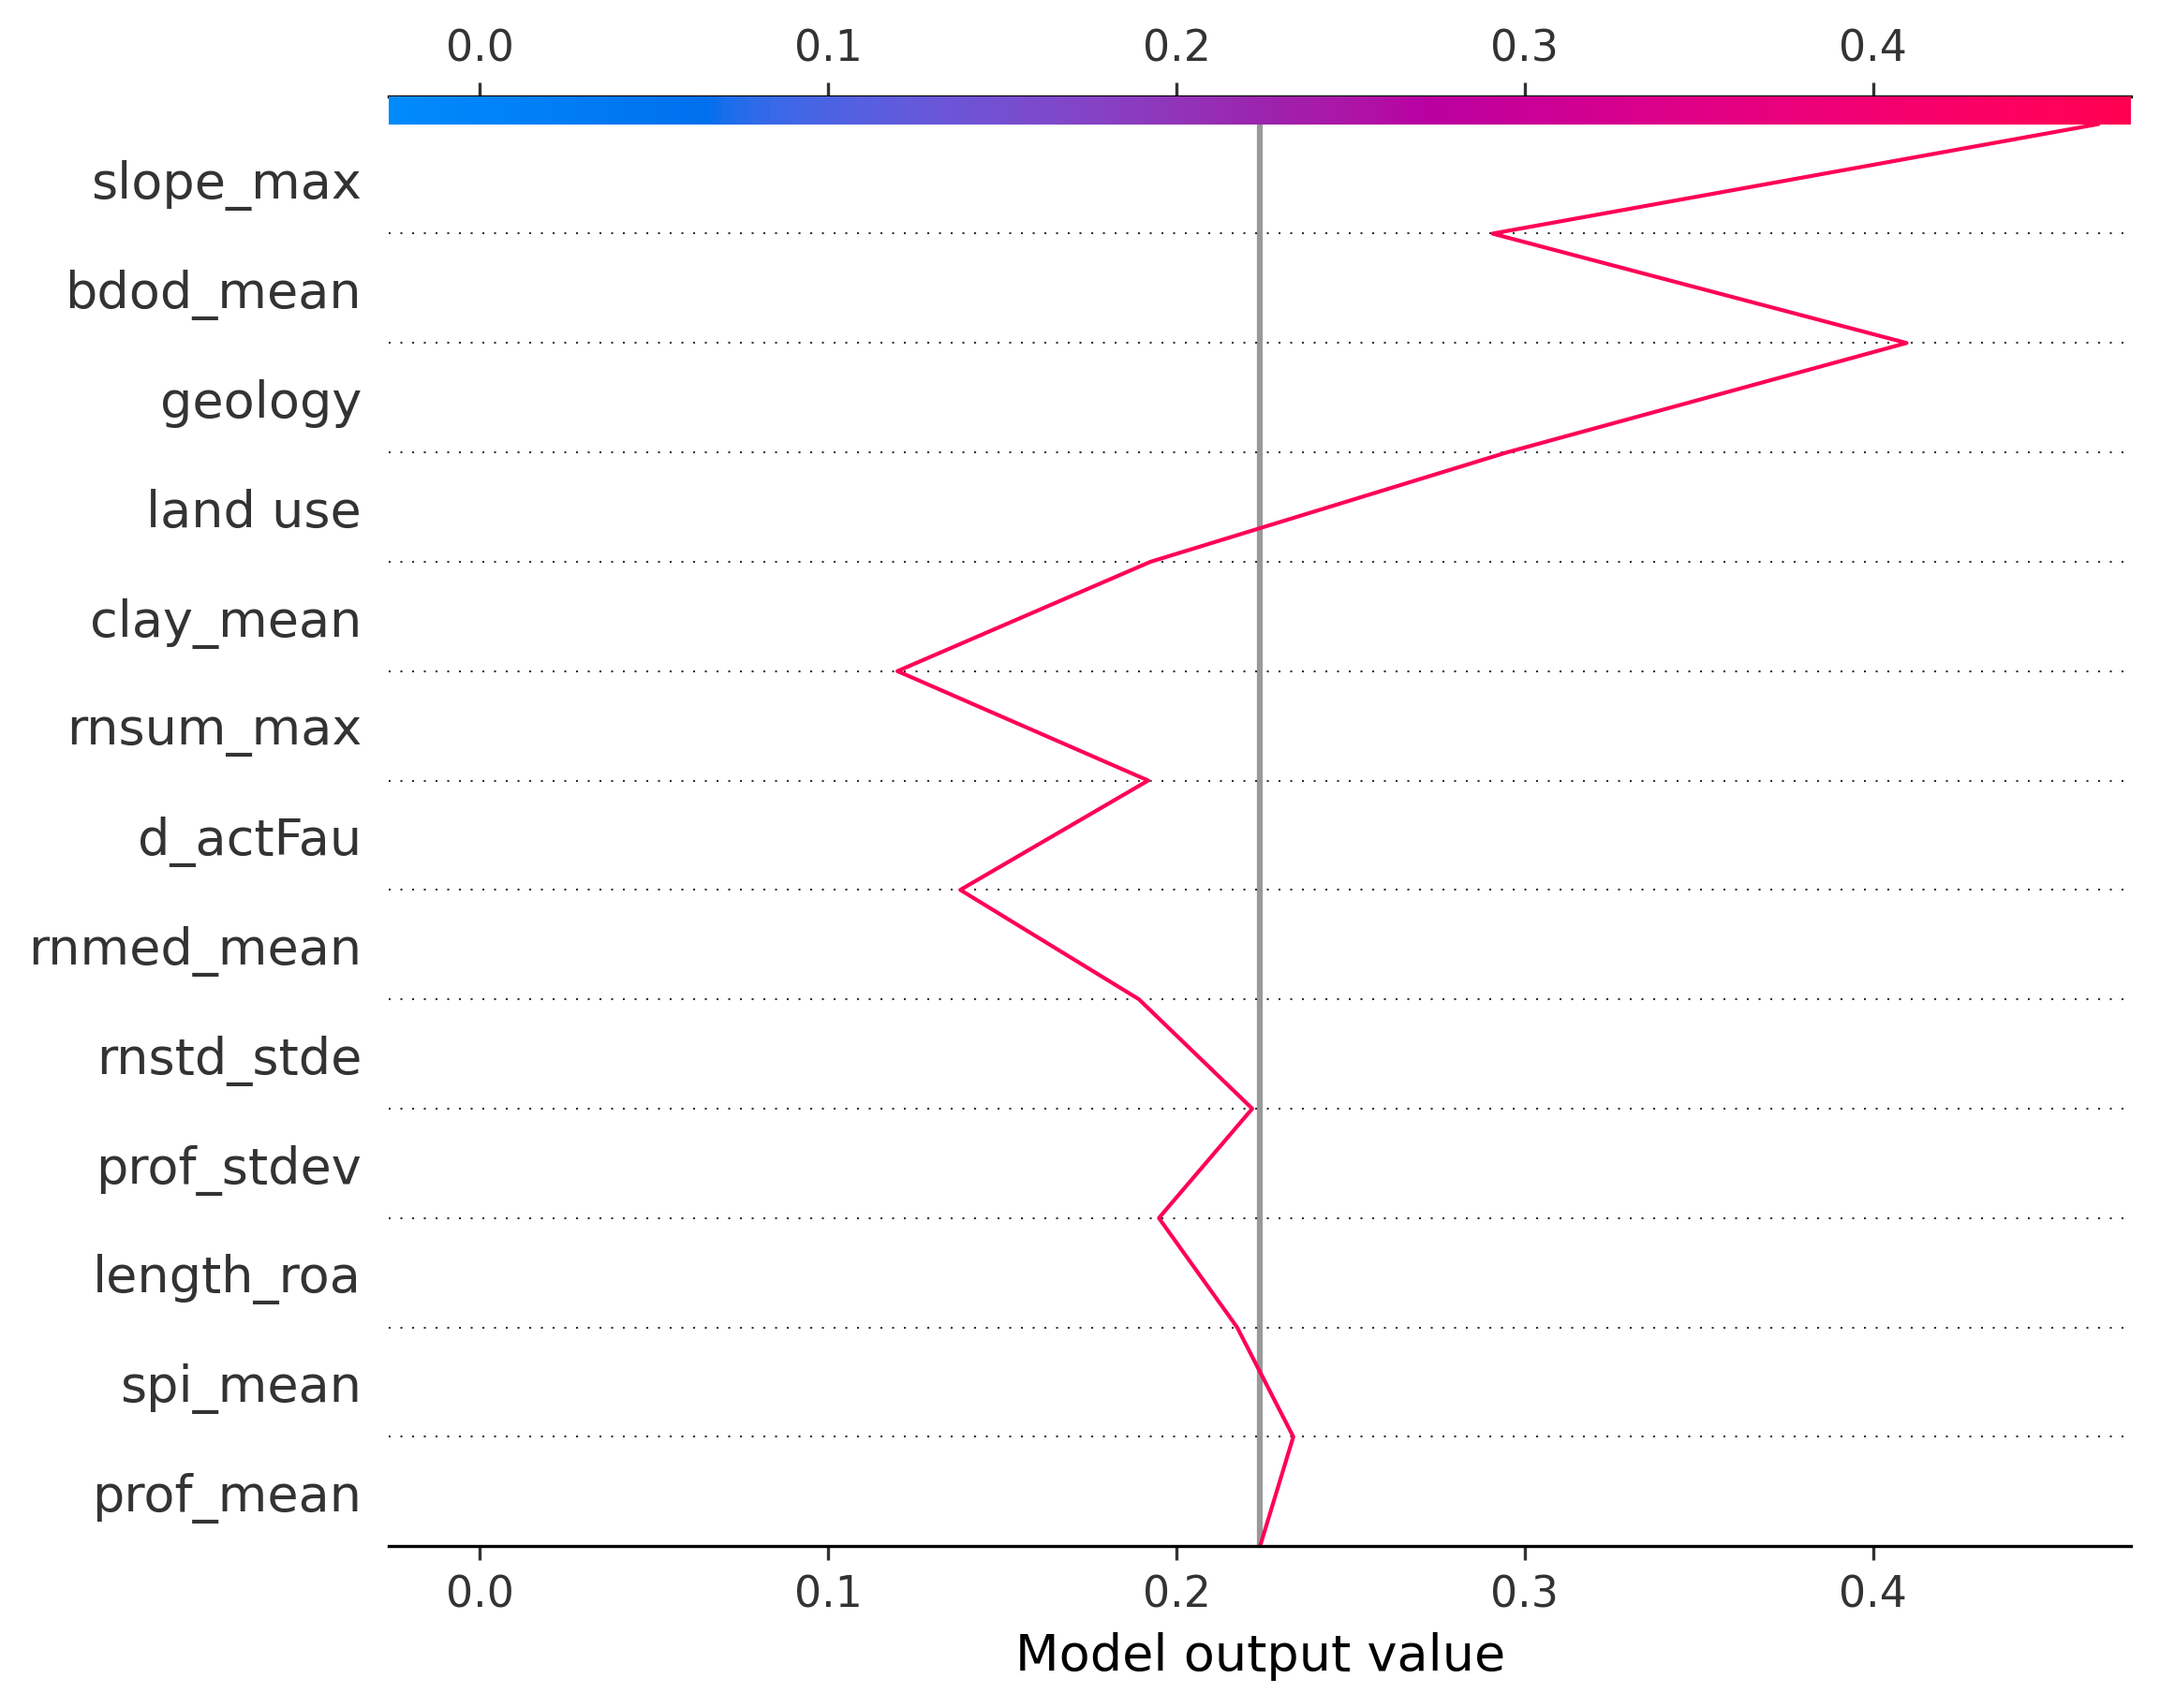 0.0 0.1 0.2 0.3 0.4
slope_max
bdod_mean
geology
land use
clay_mean
rnsum_max
d_actFau
rnmed_mean
rnstd_stde
prof_stdev
length_roa
spi_mean
prof_mean
0.0 0.1 0.2 0.3 0.4
Model output value